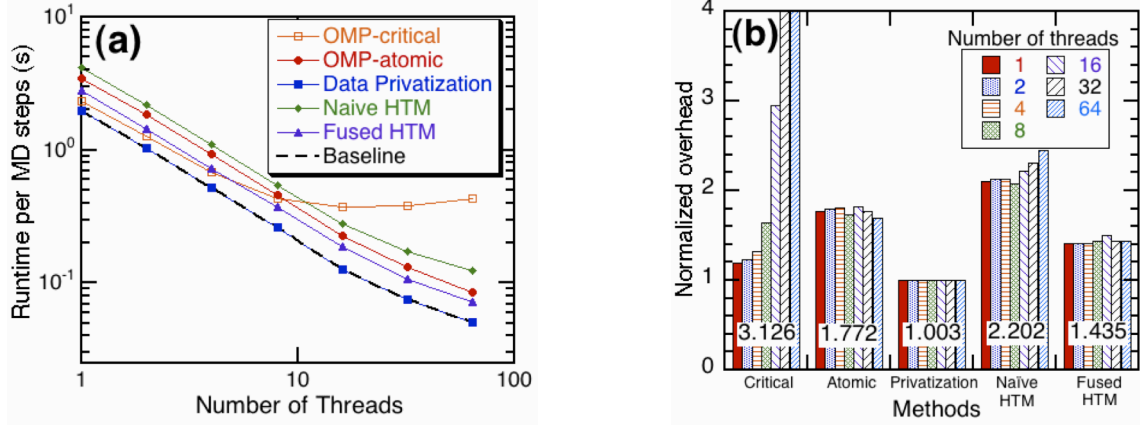 (a)
OMP-critical
OMP-atomic
Data Privatization
Naive HTM
Fused HTM
Baseline
Runtime per MD steps (s)
10¹
10⁰
10⁻¹
1
10
100
Number of Threads
(b)
Number of threads
1
16
2
32
4
64
8
Normalized overhead
4
3
2
1
0
3.126
1.772
1.003
2.202
1.435
Critical
Atomic
Privatization
Naïve
HTM
Fused
HTM
Methods